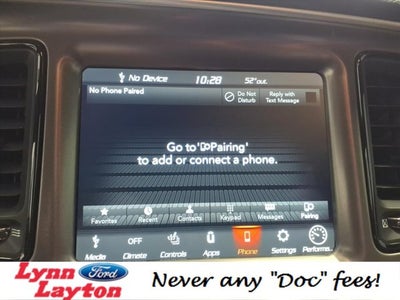 No Device 10:28 52°out.
No Phone Paired
Do Not Disturb
Reply with Text Message
Go to 'Pairing'
to add or connect a phone.
Favorites Recent Contacts Keypad Messages Pairing
OFF
Media Climate Controls Apps Phone Settings Performa..
Lynn
Layton
Ford
Never any "Doc" fees!